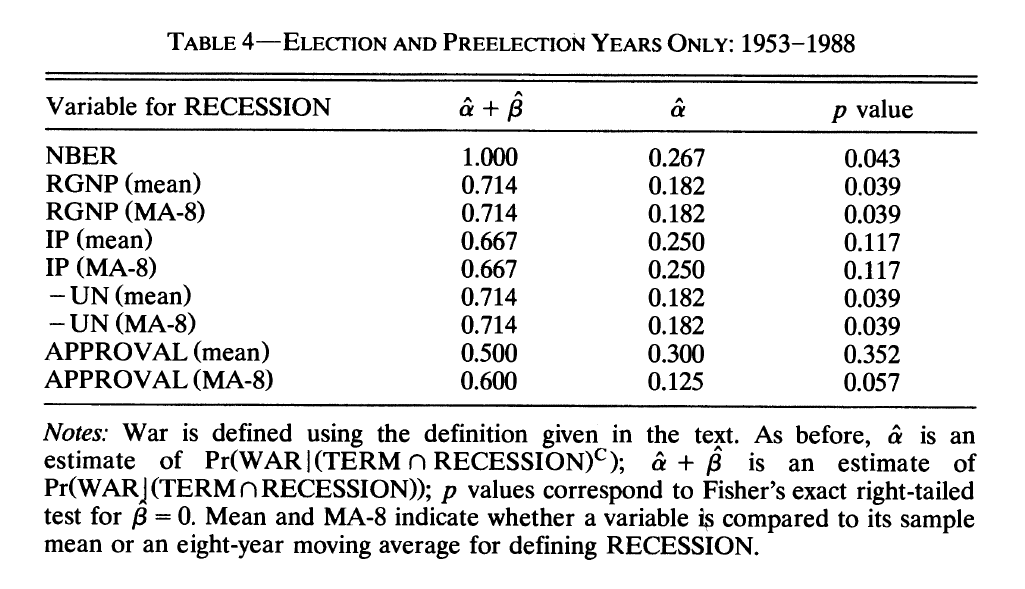 TABLE 4—ELECTION AND PREELECTION YEARS ONLY: 1953–1988
Variable for RECESSION α̂ + β̂ α̂ p value
NBER 1.000 0.267 0.043
RGNP (mean) 0.714 0.182 0.039
RGNP (MA-8) 0.714 0.182 0.039
IP (mean) 0.667 0.250 0.117
IP (MA-8) 0.667 0.250 0.117
−UN (mean) 0.714 0.182 0.039
−UN (MA-8) 0.714 0.182 0.039
APPROVAL (mean) 0.500 0.300 0.352
APPROVAL (MA-8) 0.600 0.125 0.057
Notes: War is defined using the definition given in the text. As before, α̂ is an
estimate of Pr(WAR|(TERM ∩ RECESSION)ᶜ); α̂ + β̂ is an estimate of
Pr(WAR|(TERM ∩ RECESSION)); p values correspond to Fisher's exact right-tailed
test for β̂ = 0. Mean and MA-8 indicate whether a variable is compared to its sample
mean or an eight-year moving average for defining RECESSION.